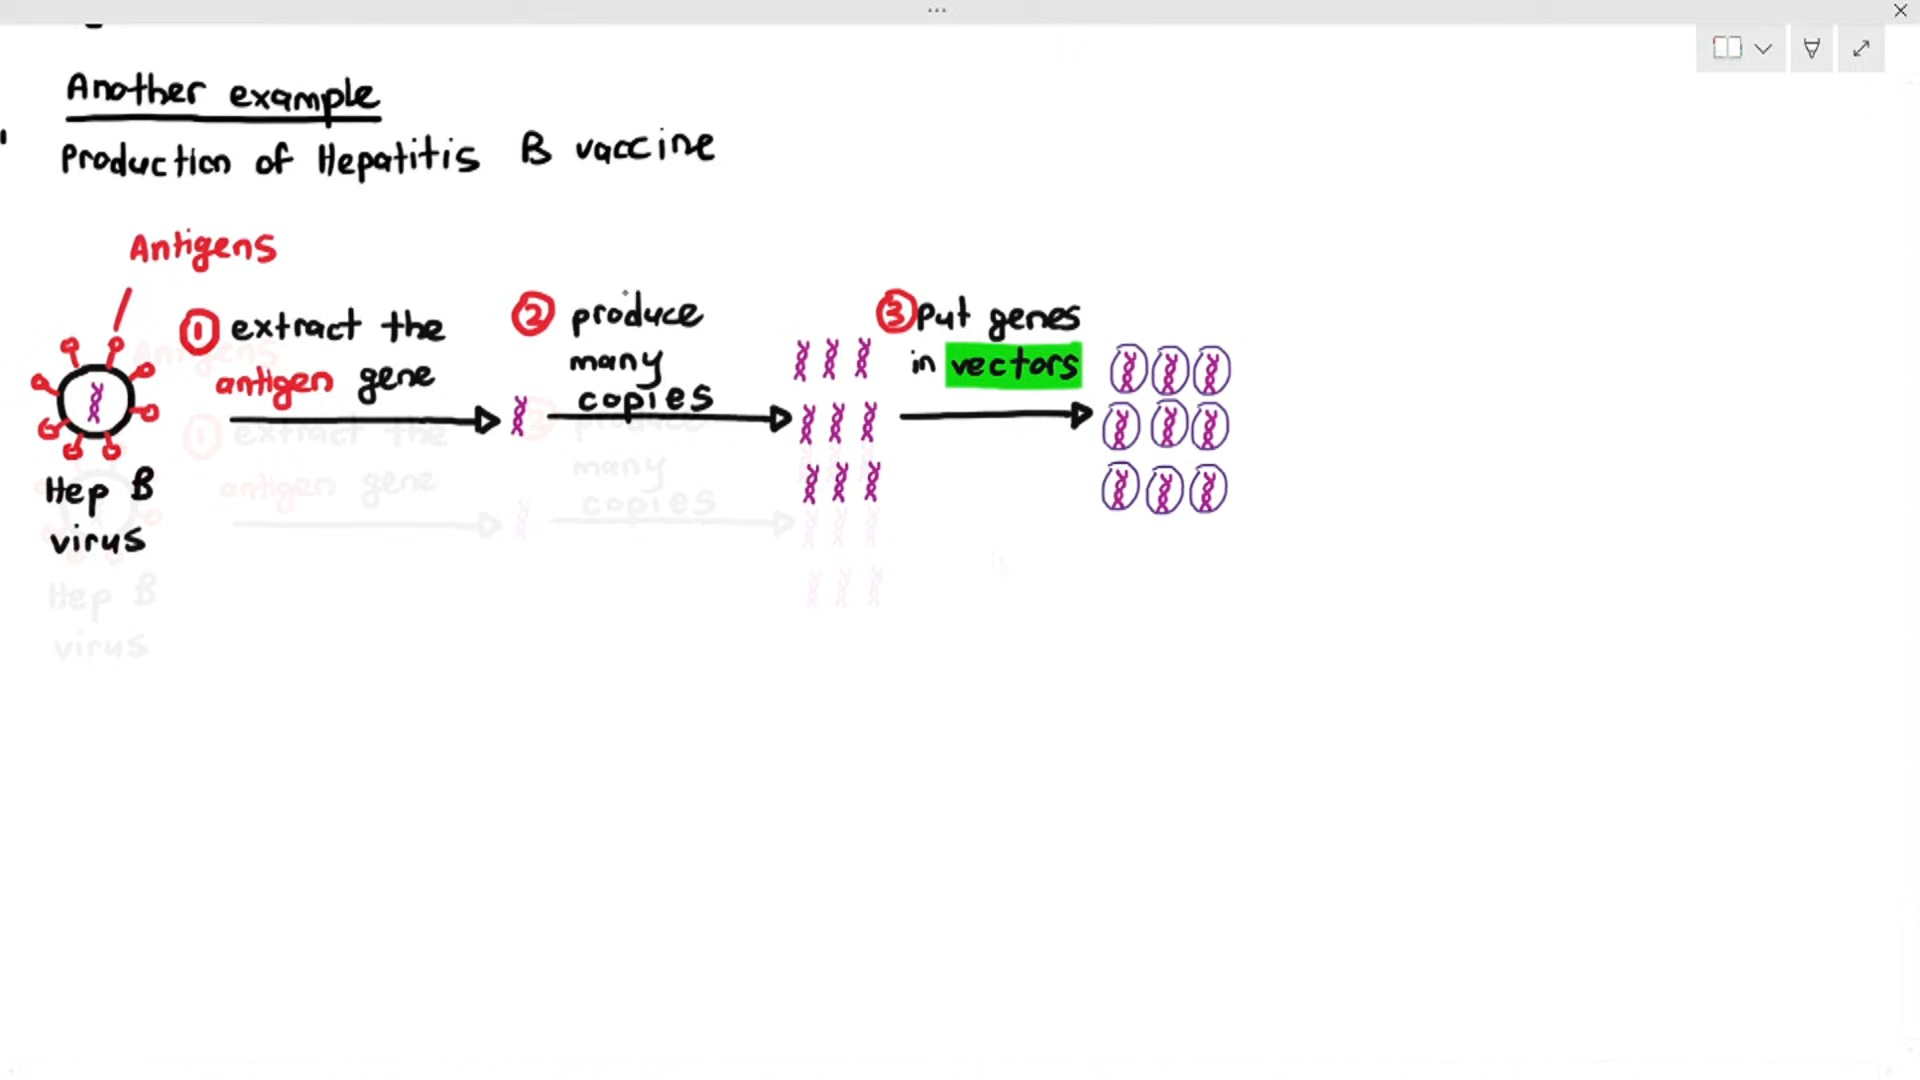 Another example
Production of Hepatitis B vaccine
Antigens
① extract the
antigen gene
② produce
many
copies
③ Put genes
in vectors
Hep B
virus